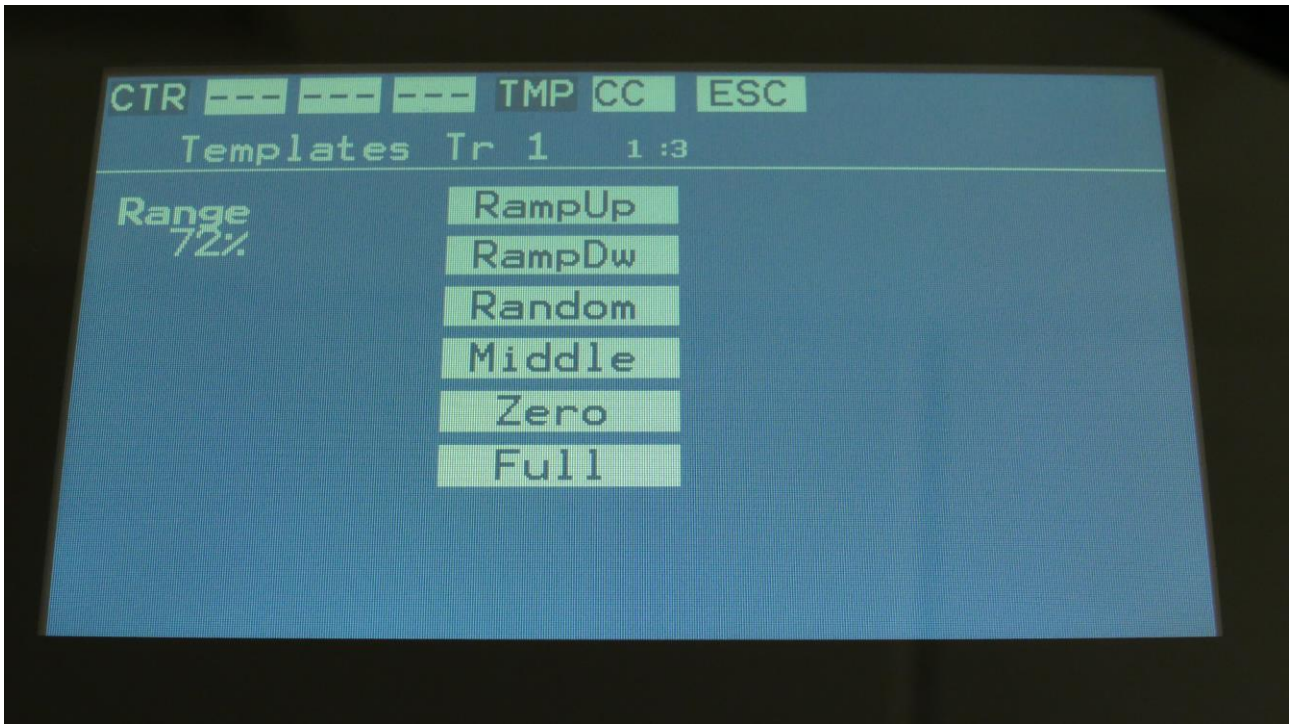 CTR --- --- --- TMP CC ESC
Templates Tr 1 1 :3
Range
72%
RampUp
RampDw
Random
Middle
Zero
Full